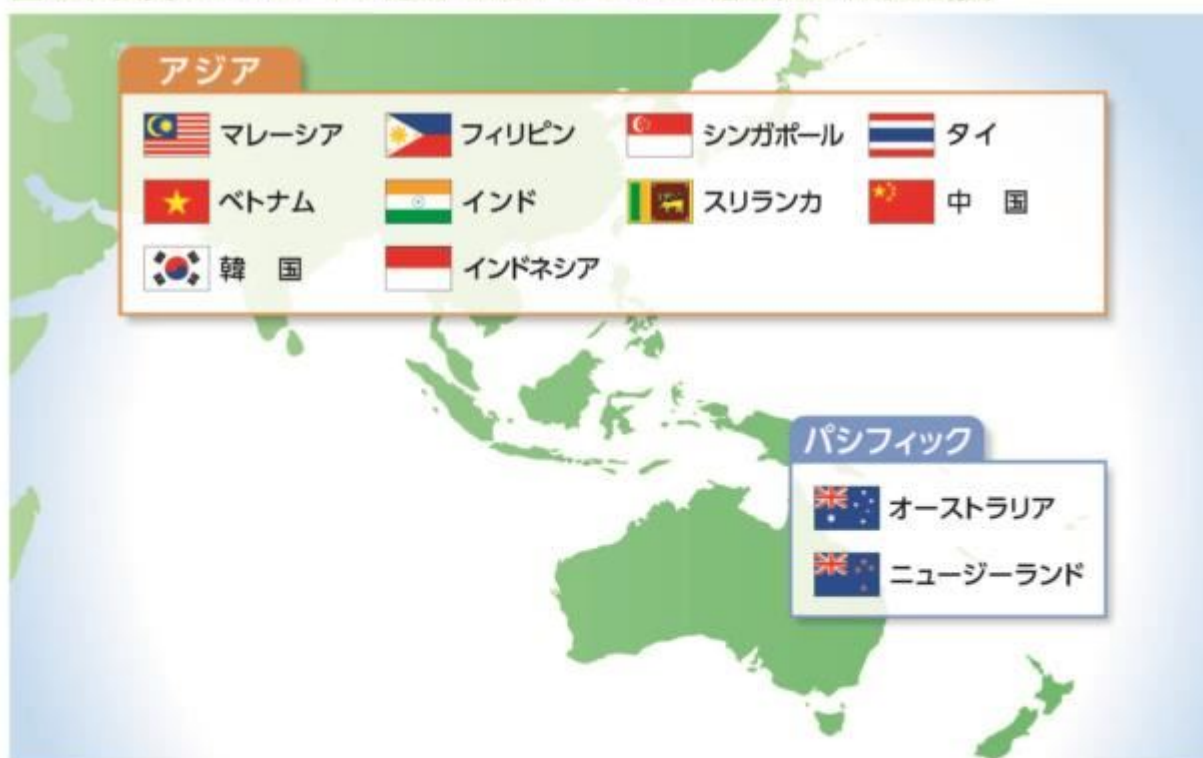 アジア
マレーシア フィリピン シンガポール タイ
ベトナム インド スリランカ 中 国
韓 国 インドネシア
パシフィック
オーストラリア
ニュージーランド